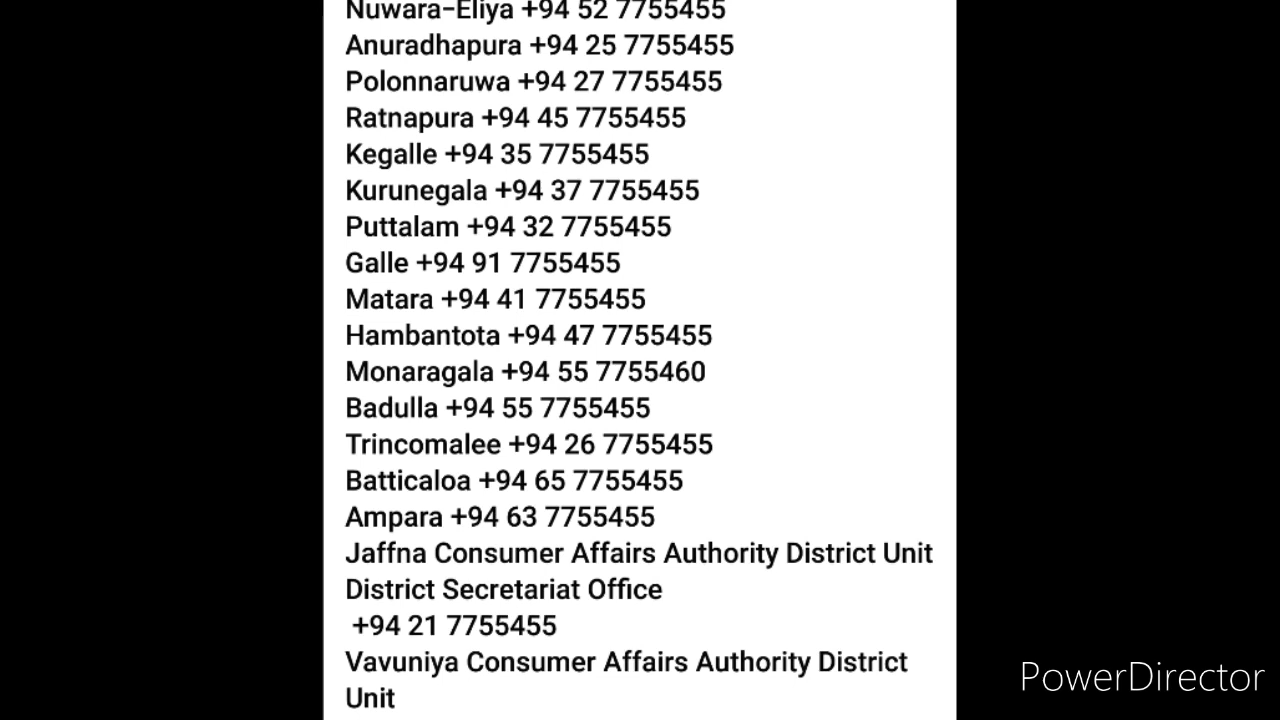 Nuwara-Eliya +94 52 7755455
Anuradhapura +94 25 7755455
Polonnaruwa +94 27 7755455
Ratnapura +94 45 7755455
Kegalle +94 35 7755455
Kurunegala +94 37 7755455
Puttalam +94 32 7755455
Galle +94 91 7755455
Matara +94 41 7755455
Hambantota +94 47 7755455
Monaragala +94 55 7755460
Badulla +94 55 7755455
Trincomalee +94 26 7755455
Batticaloa +94 65 7755455
Ampara +94 63 7755455
Jaffna Consumer Affairs Authority District Unit
District Secretariat Office
+94 21 7755455
Vavuniya Consumer Affairs Authority District
Unit
PowerDirector